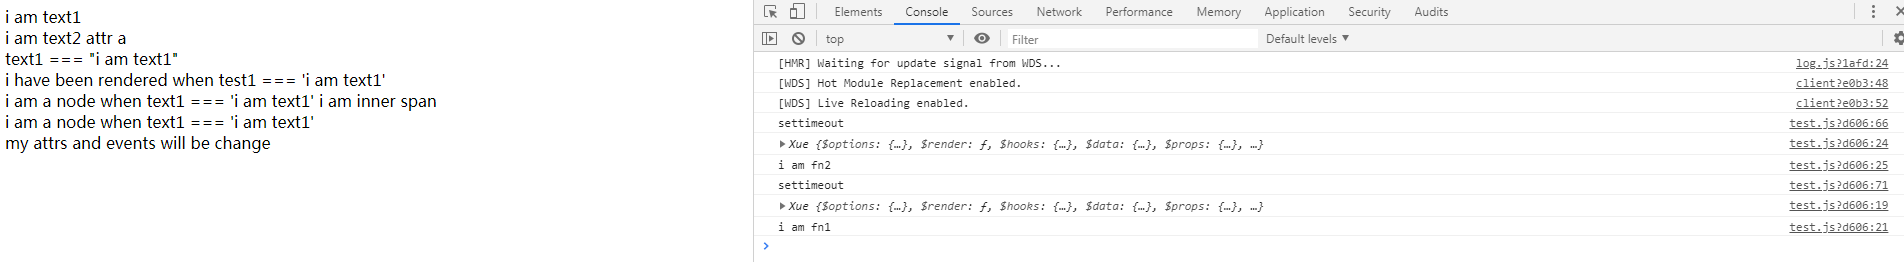 i am text1
i am text2 attr a
text1 === "i am text1"
i have been rendered when test1 === 'i am text1'
i am a node when text1 === 'i am text1' i am inner span
i am a node when text1 === 'i am text1'
my attrs and events will be change
Elements Console Sources Network Performance Memory Application Security Audits
top Filter Default levels
[HMR] Waiting for update signal from WDS... log.js?1afd:24
[WDS] Hot Module Replacement enabled. client?e0b3:48
[WDS] Live Reloading enabled. client?e0b3:52
settimeout test.js?d606:66
Xue {$options: {…}, $render: ƒ, $hooks: {…}, $data: {…}, $props: {…}, …} test.js?d606:24
i am fn2 test.js?d606:25
settimeout test.js?d606:71
Xue {$options: {…}, $render: ƒ, $hooks: {…}, $data: {…}, $props: {…}, …} test.js?d606:19
i am fn1 test.js?d606:21